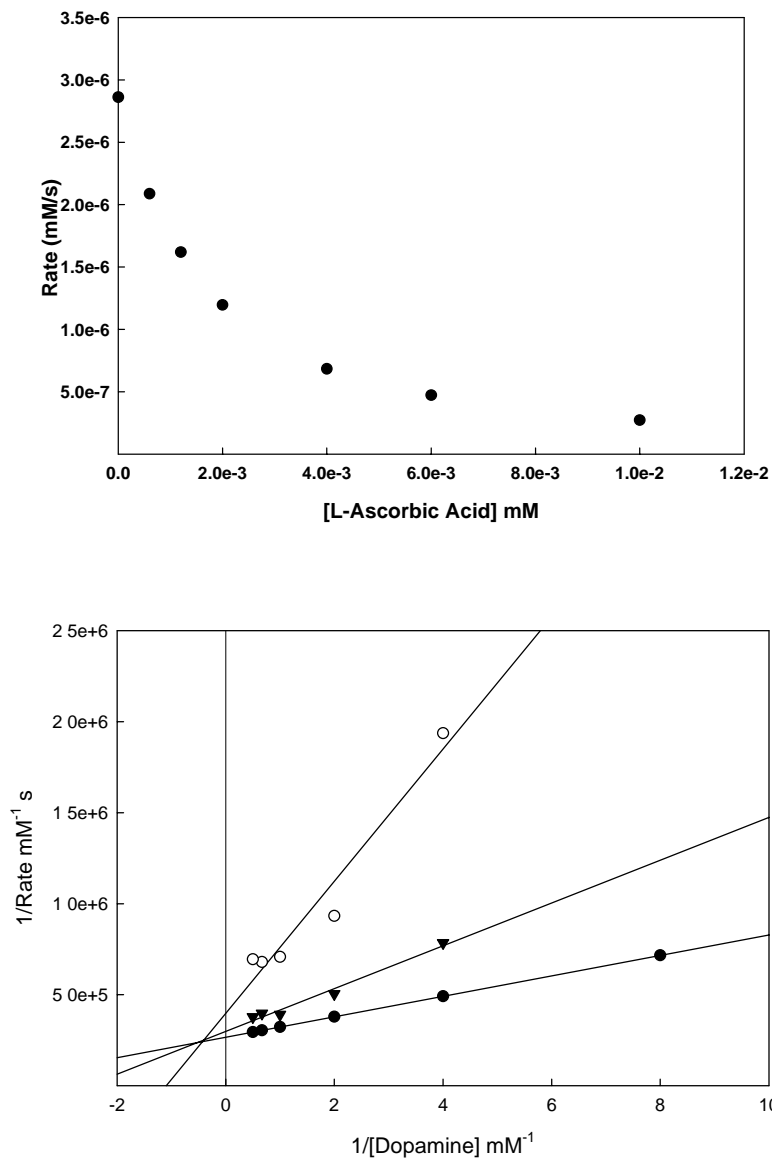 3.5e-6
3.0e-6
2.5e-6
2.0e-6
1.5e-6
1.0e-6
5.0e-7
Rate (mM/s)
0.0 2.0e-3 4.0e-3 6.0e-3 8.0e-3 1.0e-2 1.2e-2
[L-Ascorbic Acid] mM
2 5e+6
2 0e+6
1 5e+6
1 0e+6
5 0e+5
1/Rate mM⁻¹ s
-2 0 2 4 6 8 10
1/[Dopamine] mM⁻¹